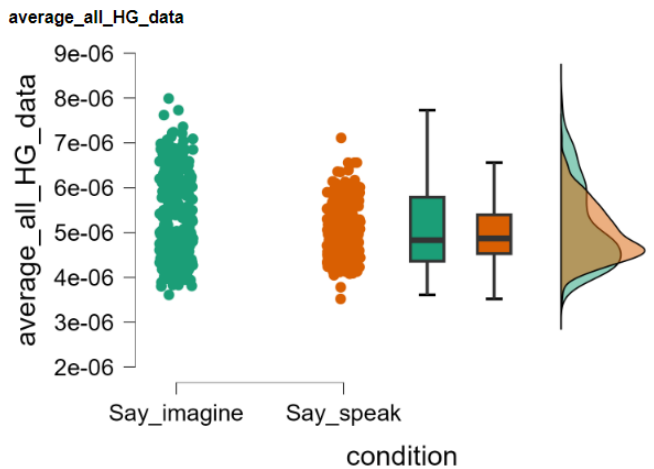 average_all_HG_data
average_all_HG_data
9e-06
8e-06
7e-06
6e-06
5e-06
4e-06
3e-06
2e-06
Say_imagine Say_speak
condition